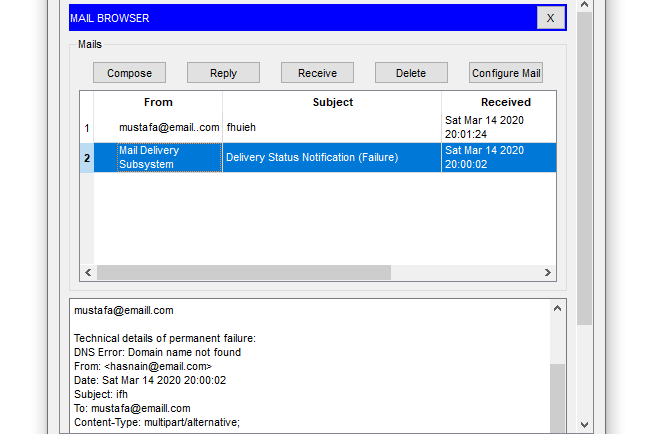 MAIL BROWSER
X
Mails
Compose
Reply
Receive
Delete
Configure Mail
From
Subject
Received
1
mustafa@email..com
fhuieh
Sat Mar 14 2020
20:01:24
2
Mail Delivery
Subsystem
Delivery Status Notification (Failure)
Sat Mar 14 2020
20:00:02
mustafa@emaill.com
Technical details of permanent failure:
DNS Error: Domain name not found
From: <hasnain@email.com>
Date: Sat Mar 14 2020 20:00:02
Subject: ifh
To: mustafa@emaill.com
Content-Type: multipart/alternative;